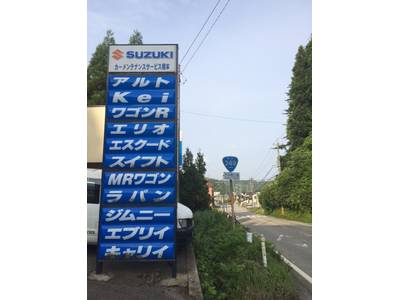 SUZUKI
カーメンテナンスサービス橋本
アルト
Kei
ワゴンR
エリオ
エスクード
スイフト
MRワゴン
ラパン
ジムニー
エブリイ
キャリイ